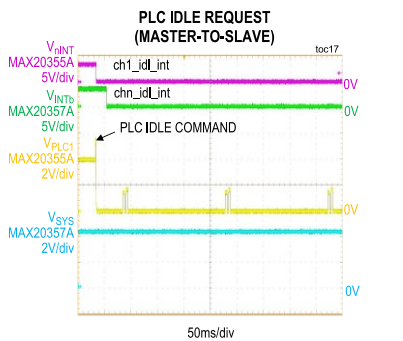 PLC IDLE REQUEST
(MASTER-TO-SLAVE)
toc17
VnINT
MAX20355A
5V/div
ch1_idl_int
0V
VINTb
MAX20357A
5V/div
chn_idl_int
0V
PLC IDLE COMMAND
VPLC1
MAX20355A
2V/div
0V
VSYS
MAX20357A
2V/div
0V
50ms/div